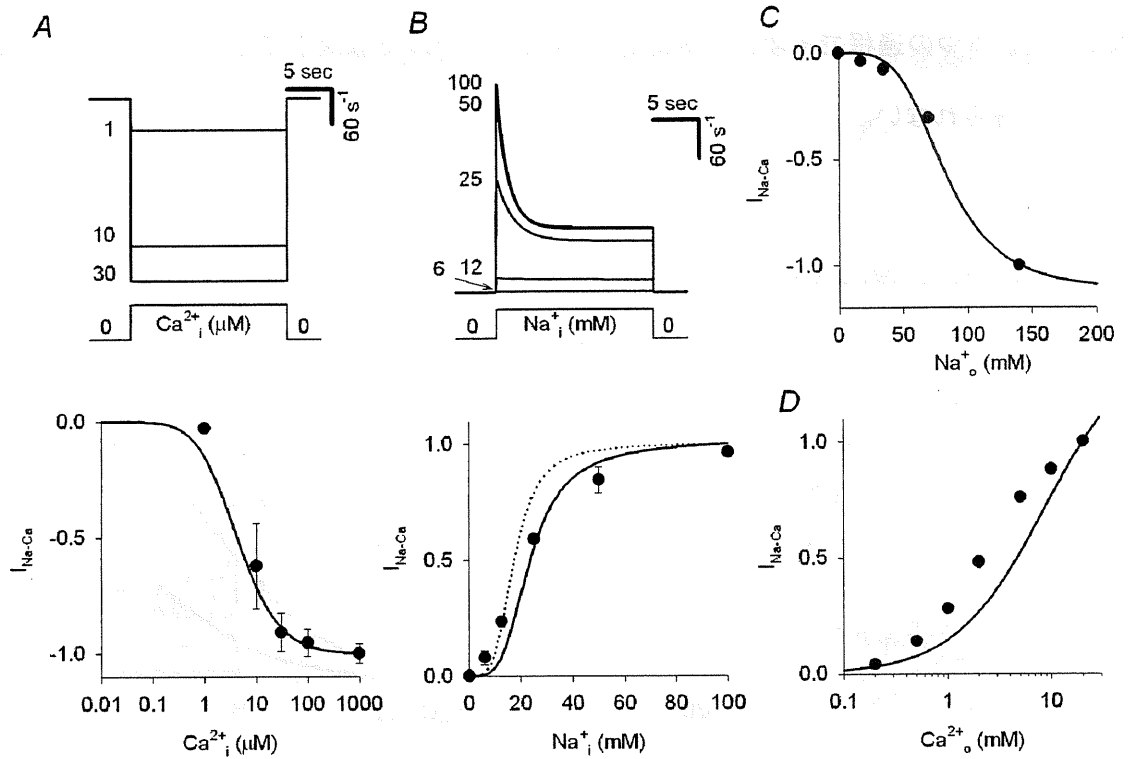 A
5 sec
60 s⁻¹
1
10
30
0
Ca²⁺ᵢ (μM)
0
B
100
50
25
6
12
5 sec
60 s⁻¹
0
Na⁺ᵢ (mM)
0
C
0.0
-0.5
-1.0
I_Na-Ca
0
50
100
150
200
Na⁺ₒ (mM)
0.0
-0.5
-1.0
I_Na-Ca
0.01
0.1
1
10
100
1000
Ca²⁺ᵢ (μM)
1.0
0.5
0.0
I_Na-Ca
0
20
40
60
80
100
Na⁺ᵢ (mM)
D
1.0
0.5
0.0
I_Na-Ca
0.1
1
10
Ca²⁺ₒ (mM)